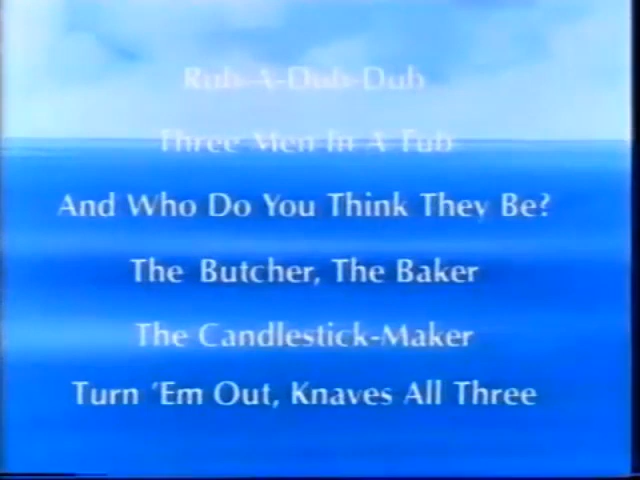 Rub-A-Dub-Dub
Three Men In A Tub
And Who Do You Think They Be?
The Butcher, The Baker
The Candlestick-Maker
Turn 'Em Out, Knaves All Three